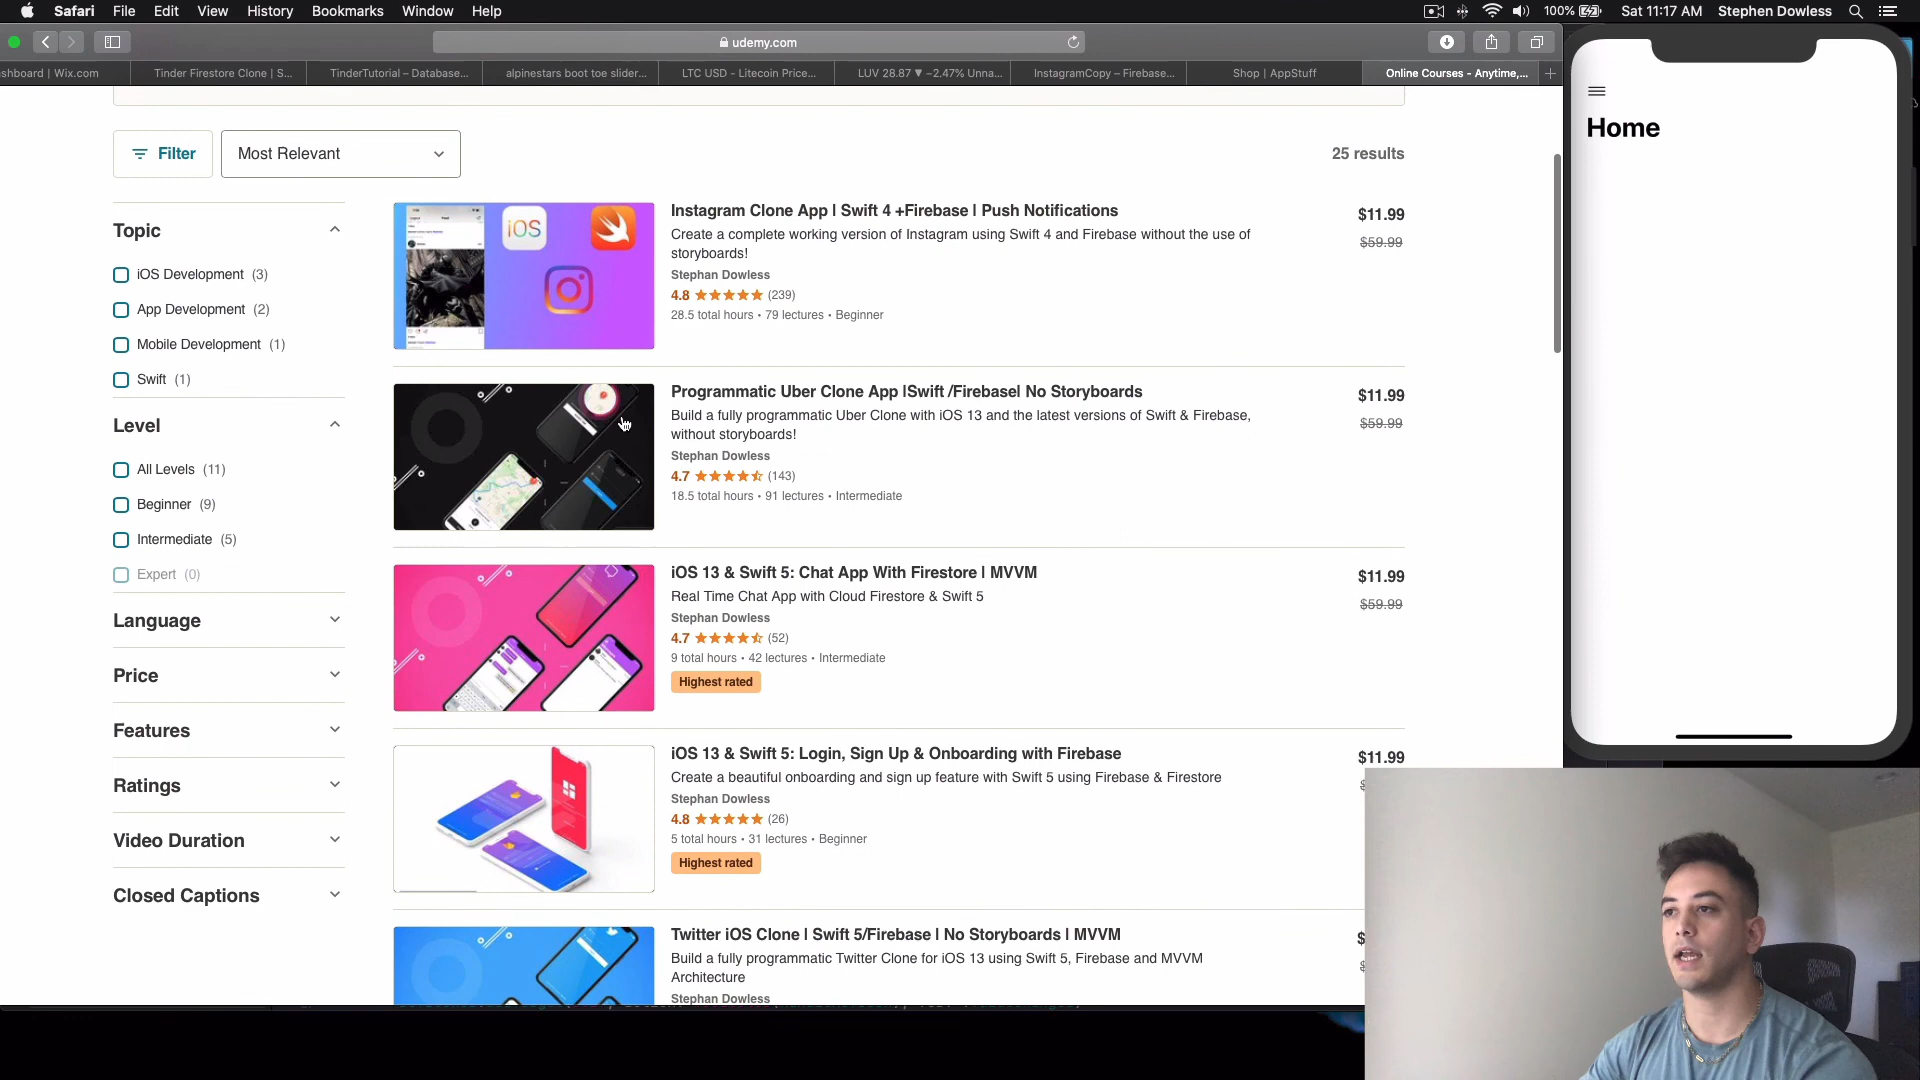 Safari File Edit View History Bookmarks Window Help
100% Sat 11:17 AM Stephen Dowless
udemy.com
shboard | Wix.com
Tinder Firestore Clone | S...
TinderTutorial – Database...
alpinestars boot toe slider...
LTC USD - Litecoin Price...
LUV 28.87 ▼ −2.47% Unna...
InstagramCopy – Firebase...
Shop | AppStuff
Online Courses - Anytime,...
Home
Filter
Most Relevant
25 results
Topic
iOS Development (3)
App Development (2)
Mobile Development (1)
Swift (1)
Level
All Levels (11)
Beginner (9)
Intermediate (5)
Expert (0)
Language
Price
Features
Ratings
Video Duration
Closed Captions
iOS
Instagram Clone App | Swift 4 +Firebase | Push Notifications
$11.99
Create a complete working version of Instagram using Swift 4 and Firebase without the use of
$59.99
storyboards!
Stephan Dowless
4.8 (239)
28.5 total hours • 79 lectures • Beginner
Programmatic Uber Clone App |Swift /Firebase| No Storyboards
$11.99
Build a fully programmatic Uber Clone with iOS 13 and the latest versions of Swift & Firebase,
$59.99
without storyboards!
Stephan Dowless
4.7 (143)
18.5 total hours • 91 lectures • Intermediate
iOS 13 & Swift 5: Chat App With Firestore | MVVM
$11.99
Real Time Chat App with Cloud Firestore & Swift 5
$59.99
Stephan Dowless
4.7 (52)
9 total hours • 42 lectures • Intermediate
Highest rated
iOS 13 & Swift 5: Login, Sign Up & Onboarding with Firebase
$11.99
Create a beautiful onboarding and sign up feature with Swift 5 using Firebase & Firestore
Stephan Dowless
4.8 (26)
5 total hours • 31 lectures • Beginner
Highest rated
Twitter iOS Clone | Swift 5/Firebase | No Storyboards | MVVM
Build a fully programmatic Twitter Clone for iOS 13 using Swift 5, Firebase and MVVM
Architecture
Stephan Dowless